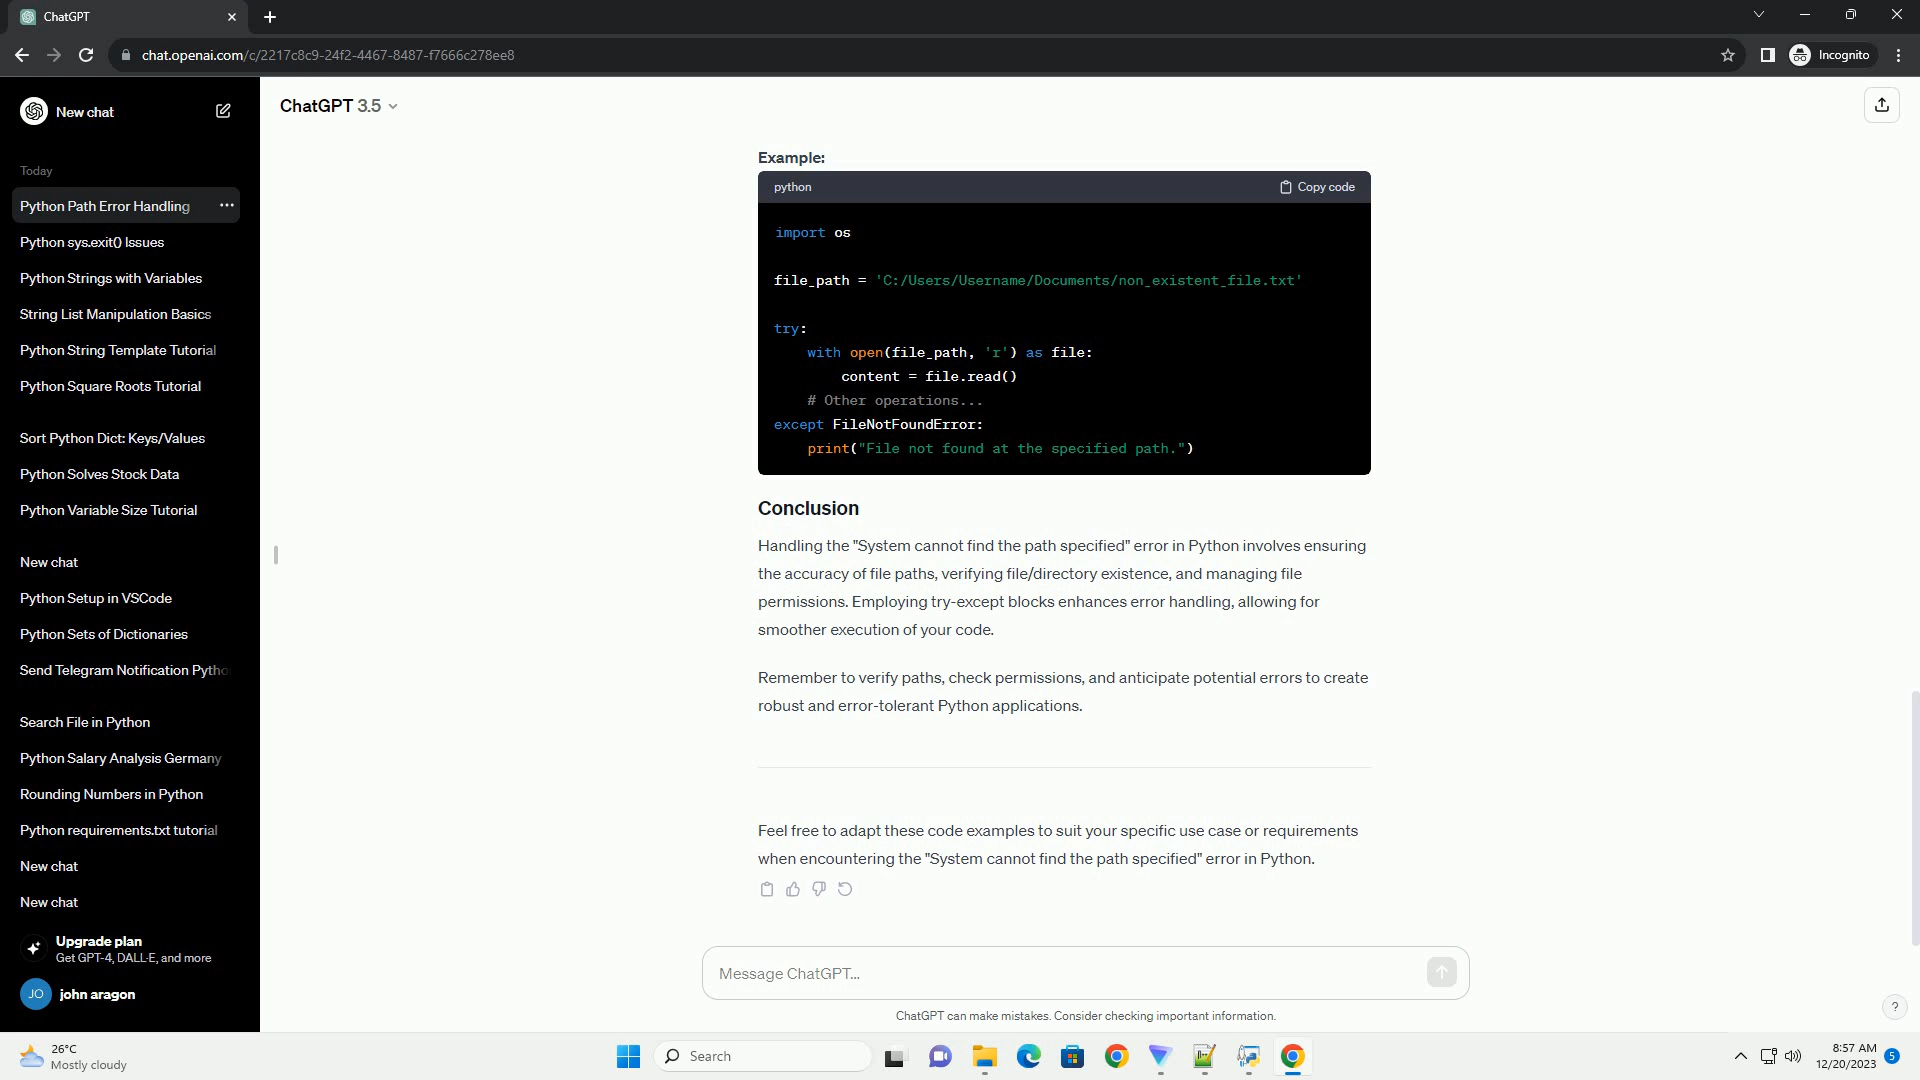 ChatGPT
chat.openai.com/c/2217c8c9-24f2-4467-8487-f7666c278ee8
Incognito
New chat
Today
Python Path Error Handling
Python sys.exit() Issues
Python Strings with Variables
String List Manipulation Basics
Python String Template Tutorial
Python Square Roots Tutorial
Sort Python Dict: Keys/Values
Python Solves Stock Data
Python Variable Size Tutorial
New chat
Python Setup in VSCode
Python Sets of Dictionaries
Send Telegram Notification Pytho
Search File in Python
Python Salary Analysis Germany
Rounding Numbers in Python
Python requirements.txt tutorial
New chat
New chat
Upgrade plan
Get GPT-4, DALL·E, and more
JO john aragon
ChatGPT 3.5
Example:
python Copy code
import os
file_path = 'C:/Users/Username/Documents/non_existent_file.txt'
try:
    with open(file_path, 'r') as file:
        content = file.read()
    # Other operations...
except FileNotFoundError:
    print("File not found at the specified path.")
Conclusion
Handling the "System cannot find the path specified" error in Python involves ensuring
the accuracy of file paths, verifying file/directory existence, and managing file
permissions. Employing try-except blocks enhances error handling, allowing for
smoother execution of your code.
Remember to verify paths, check permissions, and anticipate potential errors to create
robust and error-tolerant Python applications.
Feel free to adapt these code examples to suit your specific use case or requirements
when encountering the "System cannot find the path specified" error in Python.
Message ChatGPT...
ChatGPT can make mistakes. Consider checking important information.
?
26°C
Mostly cloudy
Search
8:57 AM
12/20/2023
5